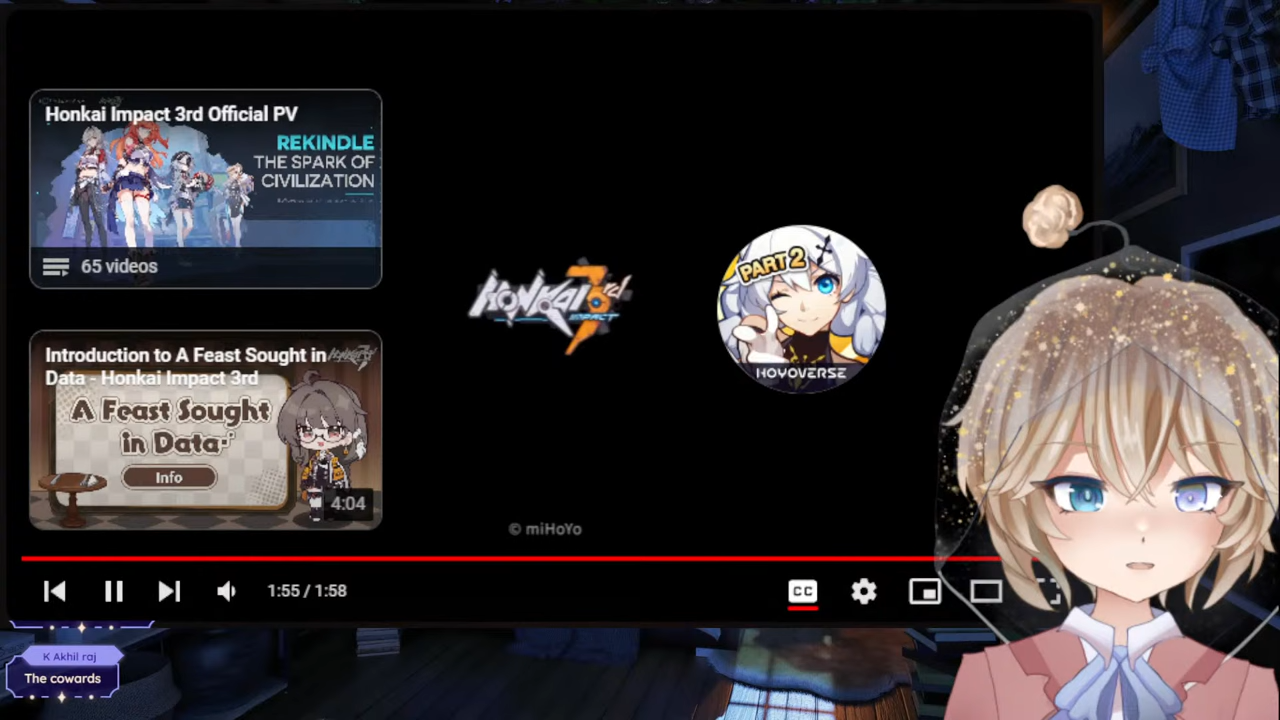 Honkai Impact 3rd Official PV
REKINDLE
THE SPARK OF
CIVILIZATION
65 videos
Introduction to A Feast Sought in
Data - Honkai Impact 3rd
A Feast Sought
in Data
Info
4:04
HONKAI 3rd
IMPACT
PART 2
HOYOVERSE
© miHoYo
1:55 / 1:58
CC
K Akhil raj
The cowards